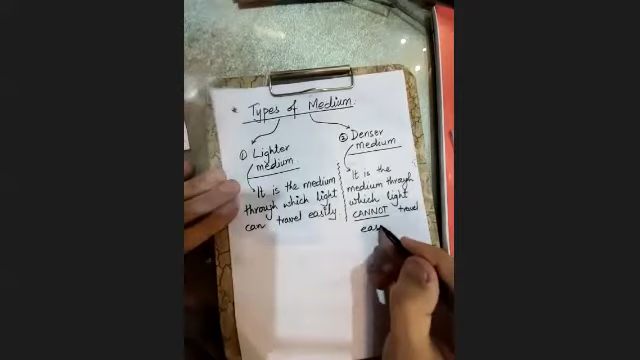 * Types of Medium
① Lighter
medium
It is the medium
through which light
can travel easily.
② Denser
medium
It is the
medium through
which light
CANNOT travel
eas